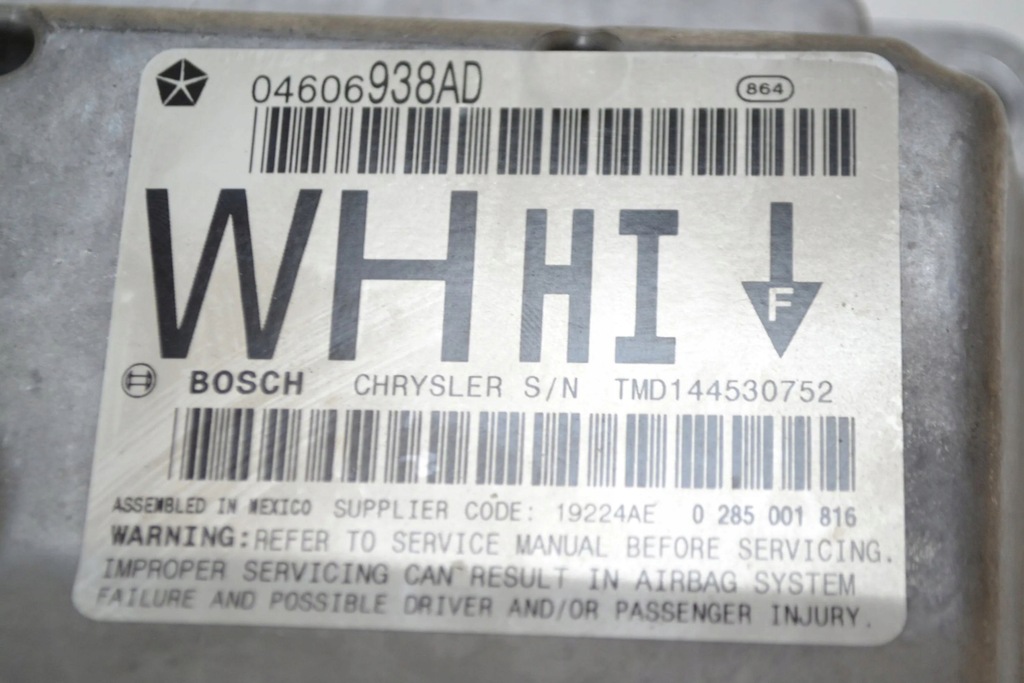 04606938AD 864
WH HI F
BOSCH CHRYSLER S/N TMD144530752
ASSEMBLED IN MEXICO SUPPLIER CODE: 19224AE 0 285 001 816
WARNING: REFER TO SERVICE MANUAL BEFORE SERVICING.
IMPROPER SERVICING CAN RESULT IN AIRBAG SYSTEM
FAILURE AND POSSIBLE DRIVER AND/OR PASSENGER INJURY.